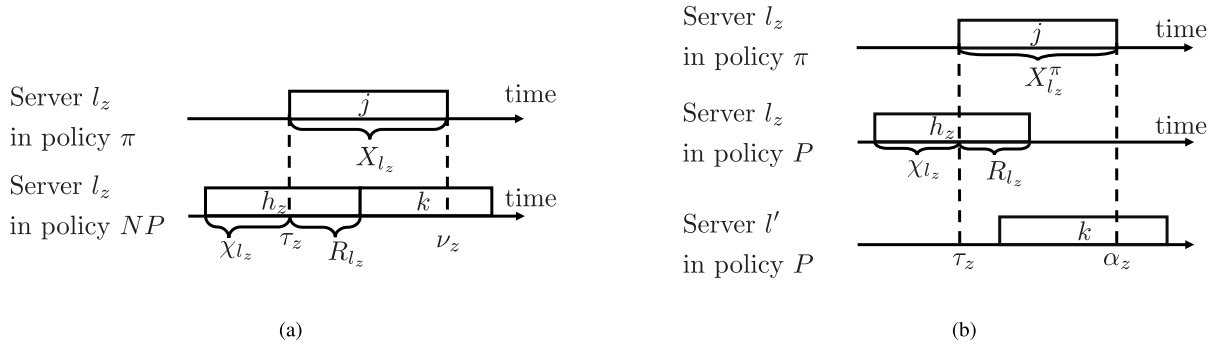 Server l_z
in policy π
j
time
X_{l_z}
Server l_z
in policy NP
h_z
k
time
χ_{l_z}
τ_z
R_{l_z}
ν_z
(a)
Server l_z
in policy π
j
time
X^π_{l_z}
Server l_z
in policy P
h_z
time
χ_{l_z}
R_{l_z}
Server l′
in policy P
k
τ_z
α_z
(b)